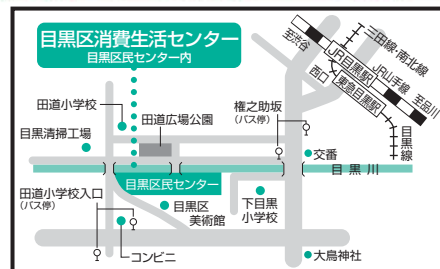 目黒区消費生活センター
目黒区民センター内
至渋谷
三田線・南北線
JR目黒駅
JR山手線
至品川
西口
東急目黒駅
目黒線
田道小学校
田道広場公園
権之助坂
(バス停)
目黒清掃工場
交番
目黒川
目黒区民センター
田道小学校入口
(バス停)
目黒区
美術館
下目黒
小学校
コンビニ
大鳥神社